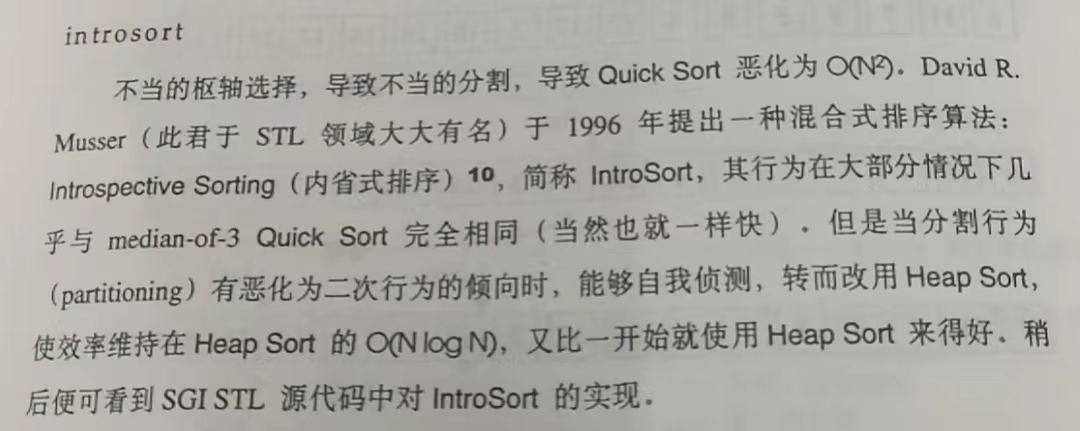 introsort
不当的枢轴选择，导致不当的分割，导致 Quick Sort 恶化为 O(N²)。David R.
Musser（此君于 STL 领域大大有名）于 1996 年提出一种混合式排序算法：
Introspective Sorting（内省式排序）10，简称 IntroSort，其行为在大部分情况下几
乎与 median-of-3 Quick Sort 完全相同（当然也就一样快）。但是当分割行为
（partitioning）有恶化为二次行为的倾向时，能够自我侦测，转而改用 Heap Sort，
使效率维持在 Heap Sort 的 O(N log N)，又比一开始就使用 Heap Sort 来得好。稍
后便可看到 SGI STL 源代码中对 IntroSort 的实现。